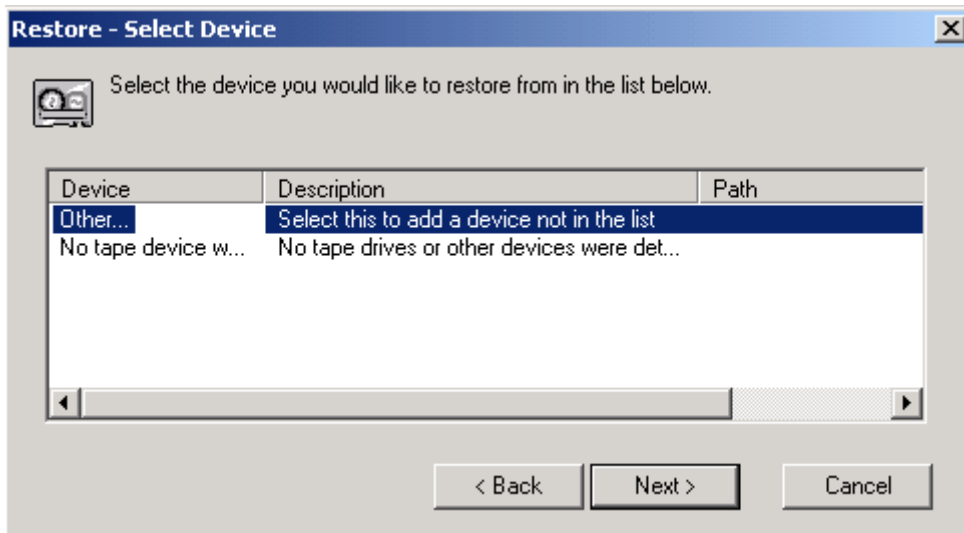 Restore - Select Device
Select the device you would like to restore from in the list below.
Device Description Path
Other... Select this to add a device not in the list
No tape device w... No tape drives or other devices were det...
< Back Next > Cancel